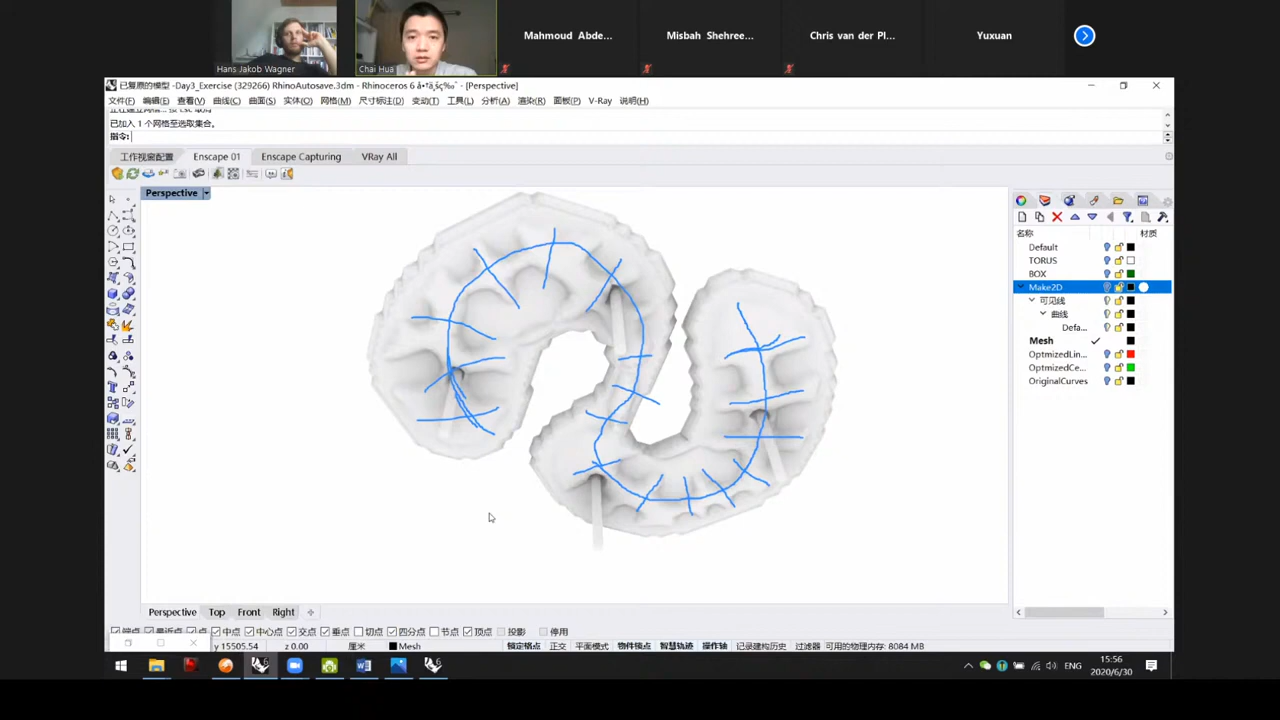 Mahmoud Abde...
Misbah Shehree...
Chris van der Pl...
Yuxuan
Hans Jakob Wagner
Chai Hua
已复原的模型 -Day3_Exercise (329266) RhinoAutosave.3dm - Rhinoceros 6 å•†ä¸šç‰ˆ - [Perspective]
文件(F) 编辑(E) 查看(V) 曲线(C) 曲面(S) 实体(O) 网格(M) 尺寸标注(D) 变动(T) 工具(L) 分析(A) 渲染(R) 面板(P) V-Ray 说明(H)
已加入 1 个网格至选取集合。
指令:
工作视窗配置 Enscape 01 Enscape Capturing VRay All
Perspective
名称 材质
Default
TORUS
BOX
Make2D
可见线
曲线
Defa...
Mesh
OptmizedLin...
OptmizedCe...
OriginalCurves
Perspective Top Front Right
端点 最近点 点 中点 中心点 交点 垂点 切点 四分点 节点 顶点 投影 停用
y 15505.54 z 0.00 厘米 Mesh 锁定格点 正交 平面模式 物件锁点 智慧轨迹 操作轴 记录建构历史 过滤器 可用的物理内存: 8084 MB
ENG
15:56
2020/6/30